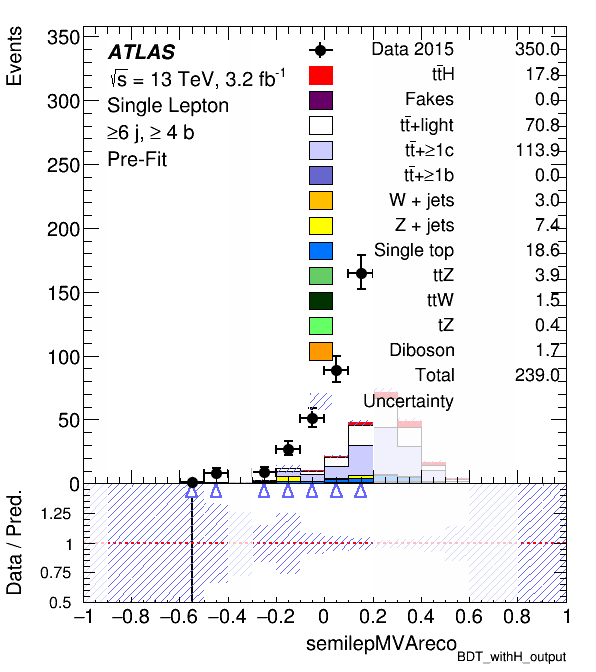 Events
350
300
250
200
150
100
50
0
ATLAS
√s = 13 TeV, 3.2 fb⁻¹
Single Lepton
≥6 j, ≥ 4 b
Pre-Fit
Data 2015 350.0
tt̄H 17.8
Fakes 0.0
tt̄+light 70.8
tt̄+≥1c 113.9
tt̄+≥1b 0.0
W + jets 3.0
Z + jets 7.4
Single top 18.6
ttZ 3.9
ttW 1.5
tZ 0.4
Diboson 1.7
Total 239.0
Uncertainty
Data / Pred.
1.25
1
0.75
0.5
−1 −0.8 −0.6 −0.4 −0.2 0 0.2 0.4 0.6 0.8 1
semilepMVAreco
BDT_withH_output